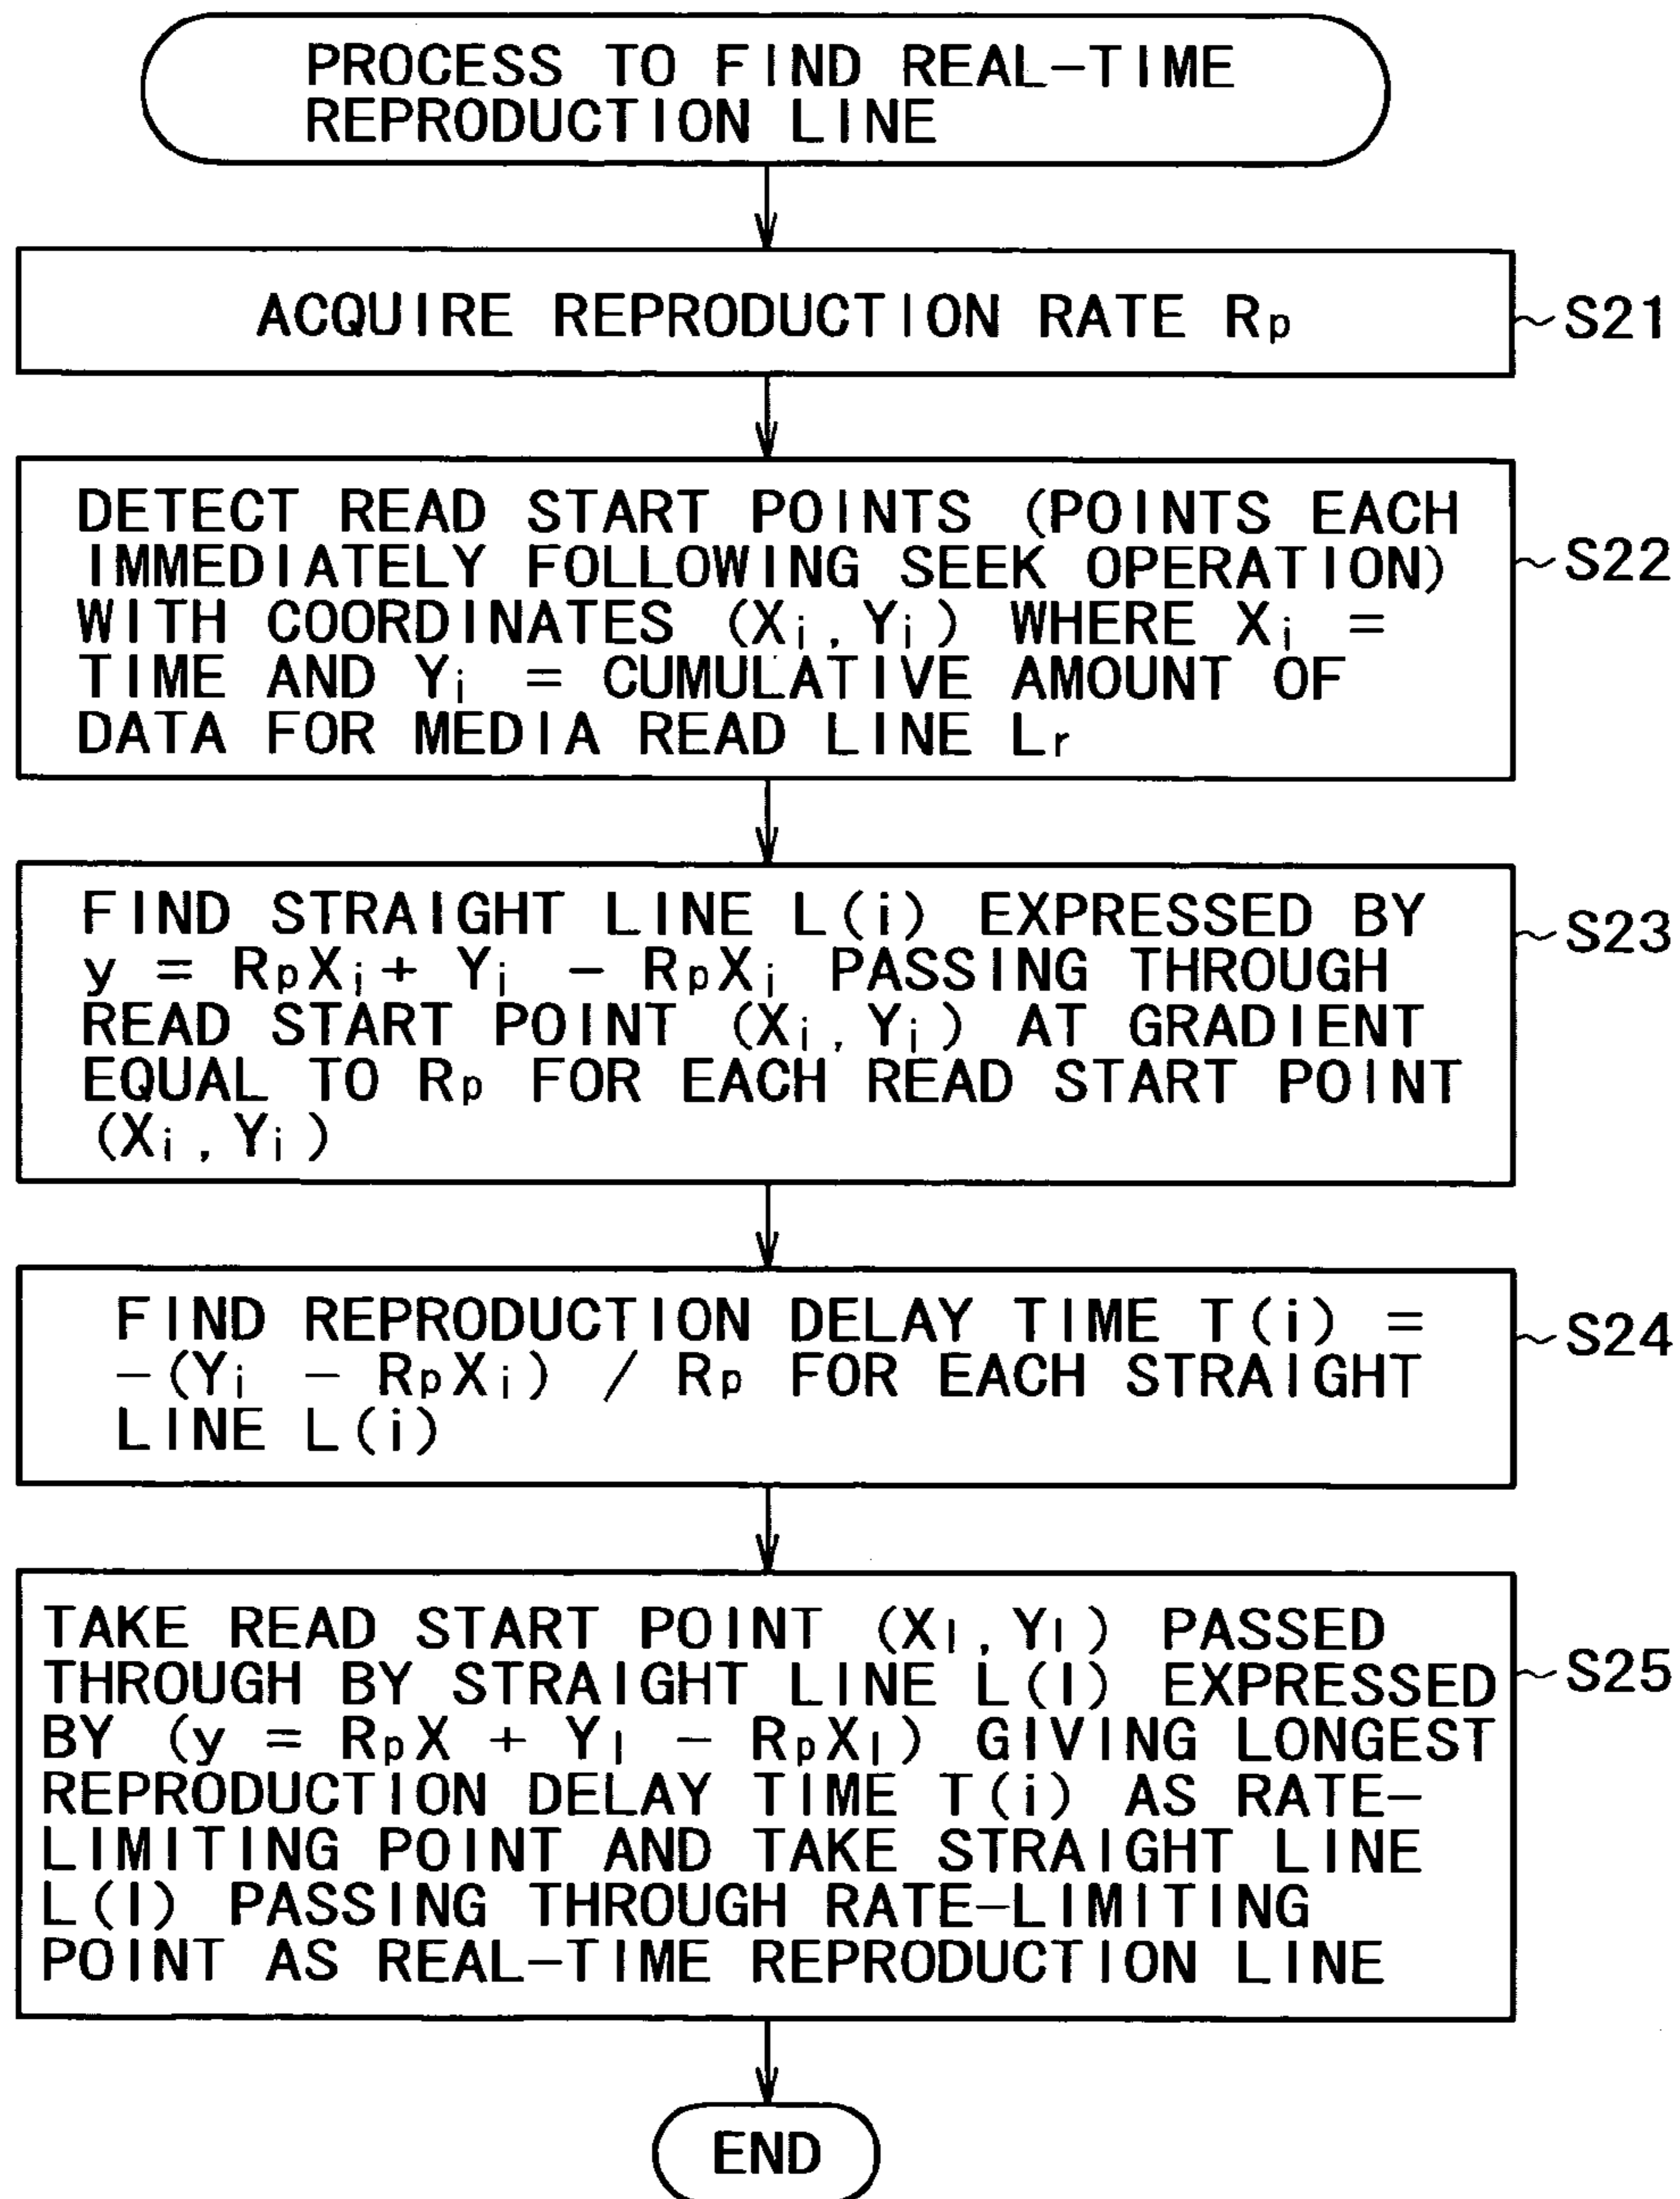 PROCESS TO FIND REAL-TIME
REPRODUCTION LINE
ACQUIRE REPRODUCTION RATE Rp
S21
DETECT READ START POINTS (POINTS EACH
IMMEDIATELY FOLLOWING SEEK OPERATION)
WITH COORDINATES (Xi, Yi) WHERE Xi =
TIME AND Yi = CUMULATIVE AMOUNT OF
DATA FOR MEDIA READ LINE Lr
S22
FIND STRAIGHT LINE L(i) EXPRESSED BY
y = RpXi + Yi - RpXi PASSING THROUGH
READ START POINT (Xi, Yi) AT GRADIENT
EQUAL TO Rp FOR EACH READ START POINT
(Xi, Yi)
S23
FIND REPRODUCTION DELAY TIME T(i) =
-(Yi - RpXi) / Rp FOR EACH STRAIGHT
LINE L(i)
S24
TAKE READ START POINT (Xl, Yl) PASSED
THROUGH BY STRAIGHT LINE L(l) EXPRESSED
BY (y = RpX + Yl - RpXl) GIVING LONGEST
REPRODUCTION DELAY TIME T(i) AS RATE-
LIMITING POINT AND TAKE STRAIGHT LINE
L(l) PASSING THROUGH RATE-LIMITING
POINT AS REAL-TIME REPRODUCTION LINE
S25
END